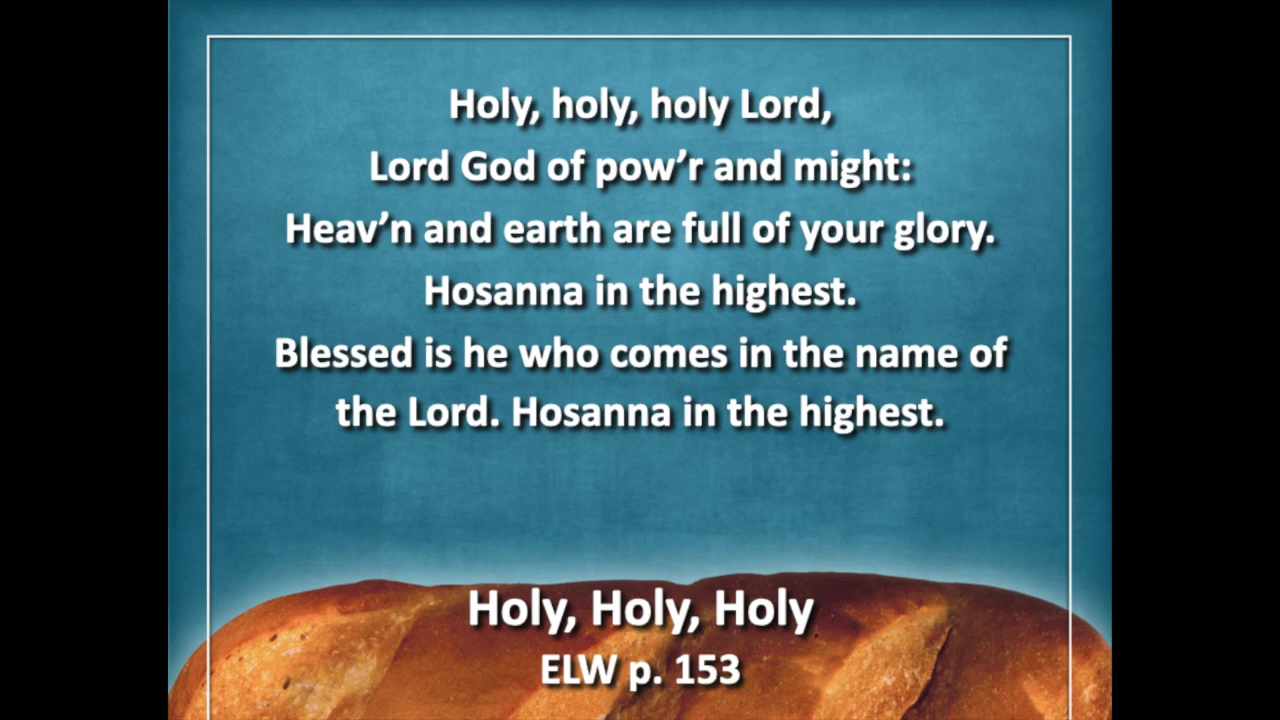 Holy, holy, holy Lord,
Lord God of pow’r and might:
Heav’n and earth are full of your glory.
Hosanna in the highest.
Blessed is he who comes in the name of
the Lord. Hosanna in the highest.
Holy, Holy, Holy
ELW p. 153